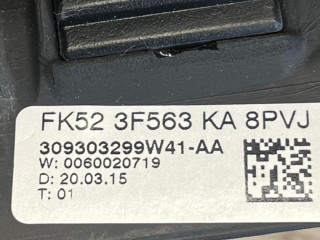 FK52 3F563 KA 8PVJ
309303299W41-AA
W: 0060020719
D: 20.03.15
T: 01